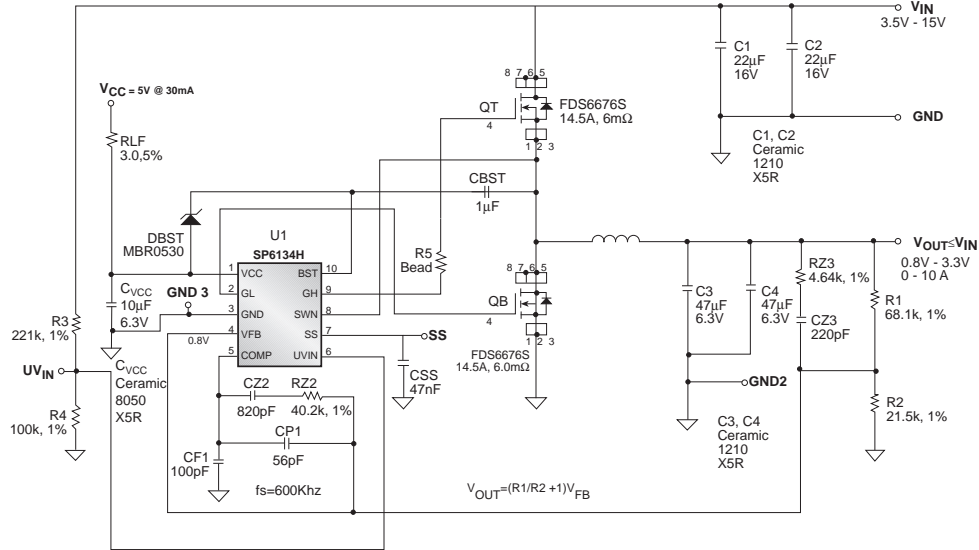 VIN
3.5V - 15V
C1
22µF
16V
C2
22µF
16V
GND
C1, C2
Ceramic
1210
X5R
VCC = 5V @ 30mA
RLF
3.0,5%
8 7 6 5
QT
4
FDS6676S
14.5A, 6mΩ
1 2 3
CBST
1µF
DBST
MBR0530
R5
Bead
U1
SP6134H
1 VCC
2 GL
3 GND
4 VFB
5 COMP
BST 10
GH 9
SWN 8
SS 7
UVIN 6
0.8V
GND 3
CVCC
10µF
6.3V
CVCC
Ceramic
8050
X5R
R3
221k, 1%
UVIN
R4
100k, 1%
SS
CSS
47nF
CZ2
820pF
RZ2
40.2k, 1%
CP1
56pF
CF1
100pF
fs=600Khz
8 7 6 5
QB
4
1 2 3
FDS6676S
14.5A, 6.0mΩ
VOUT≤VIN
0.8V - 3.3V
0 - 10 A
C3
47µF
6.3V
C4
47µF
6.3V
RZ3
4.64k, 1%
CZ3
220pF
R1
68.1k, 1%
R2
21.5k, 1%
GND2
C3, C4
Ceramic
1210
X5R
VOUT=(R1/R2 +1)VFB